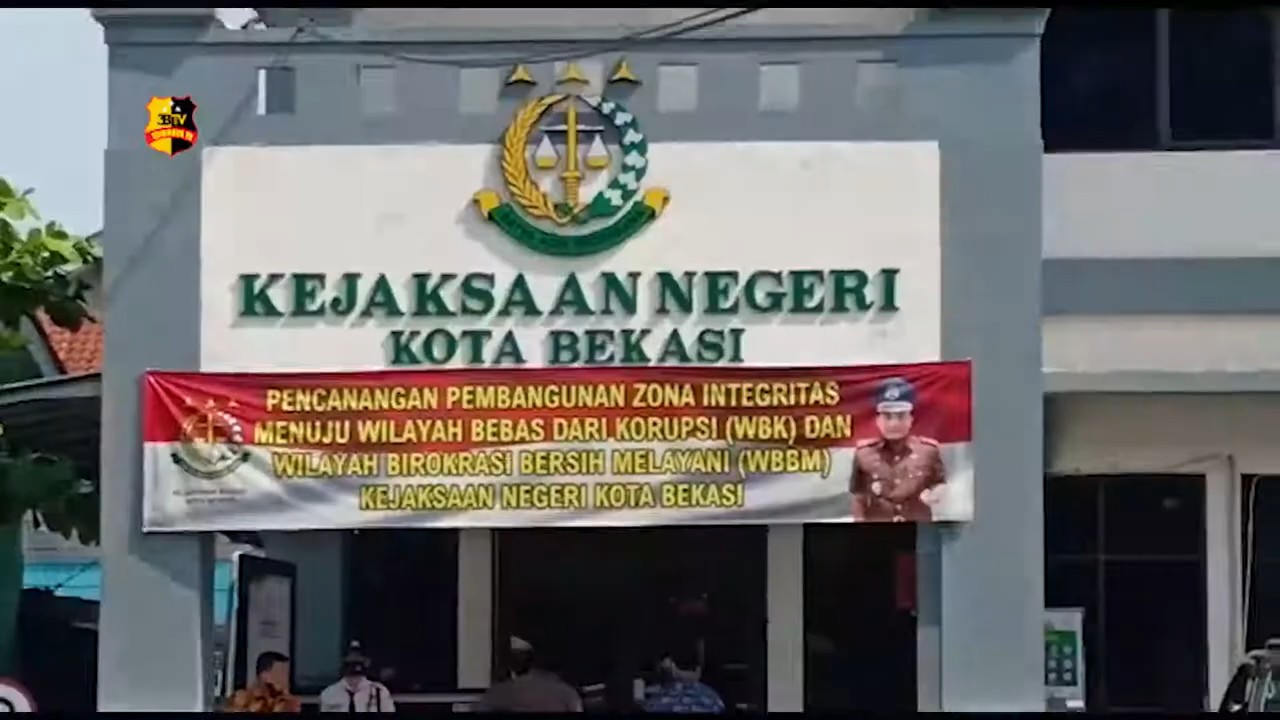 3BTV
KEJAKSAAN NEGERI
KOTA BEKASI
PENCANANGAN PEMBANGUNAN ZONA INTEGRITAS
MENUJU WILAYAH BEBAS DARI KORUPSI (WBK) DAN
WILAYAH BIROKRASI BERSIH MELAYANI (WBBM)
KEJAKSAAN NEGERI KOTA BEKASI